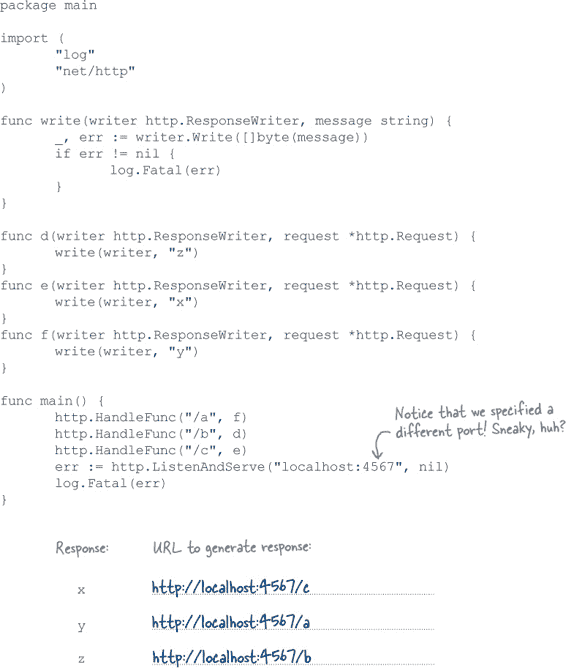 package main
import (
"log"
"net/http"
)
func write(writer http.ResponseWriter, message string) {
_, err := writer.Write([]byte(message))
if err != nil {
log.Fatal(err)
}
}
func d(writer http.ResponseWriter, request *http.Request) {
write(writer, "z")
}
func e(writer http.ResponseWriter, request *http.Request) {
write(writer, "x")
}
func f(writer http.ResponseWriter, request *http.Request) {
write(writer, "y")
}
func main() {
http.HandleFunc("/a", f)
http.HandleFunc("/b", d)
http.HandleFunc("/c", e)
Notice that we specified a
different port! Sneaky, huh?
err := http.ListenAndServe("localhost:4567", nil)
log.Fatal(err)
}
Response: URL to generate response:
x http://localhost:4567/c
y http://localhost:4567/a
z http://localhost:4567/b